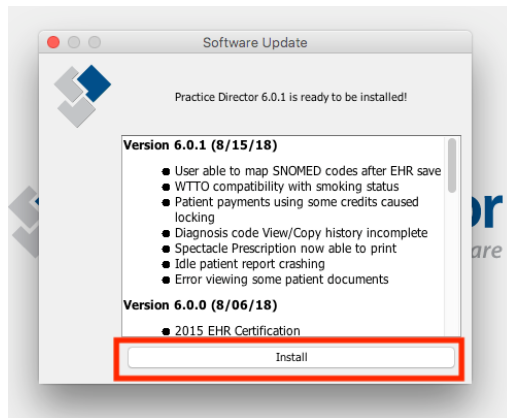 Software Update
Practice Director 6.0.1 is ready to be installed!
Version 6.0.1 (8/15/18)
User able to map SNOMED codes after EHR save
WTTO compatibility with smoking status
Patient payments using some credits caused
locking
Diagnosis code View/Copy history incomplete
Spectacle Prescription now able to print
Idle patient report crashing
Error viewing some patient documents
Version 6.0.0 (8/06/18)
2015 EHR Certification
Install
or
are